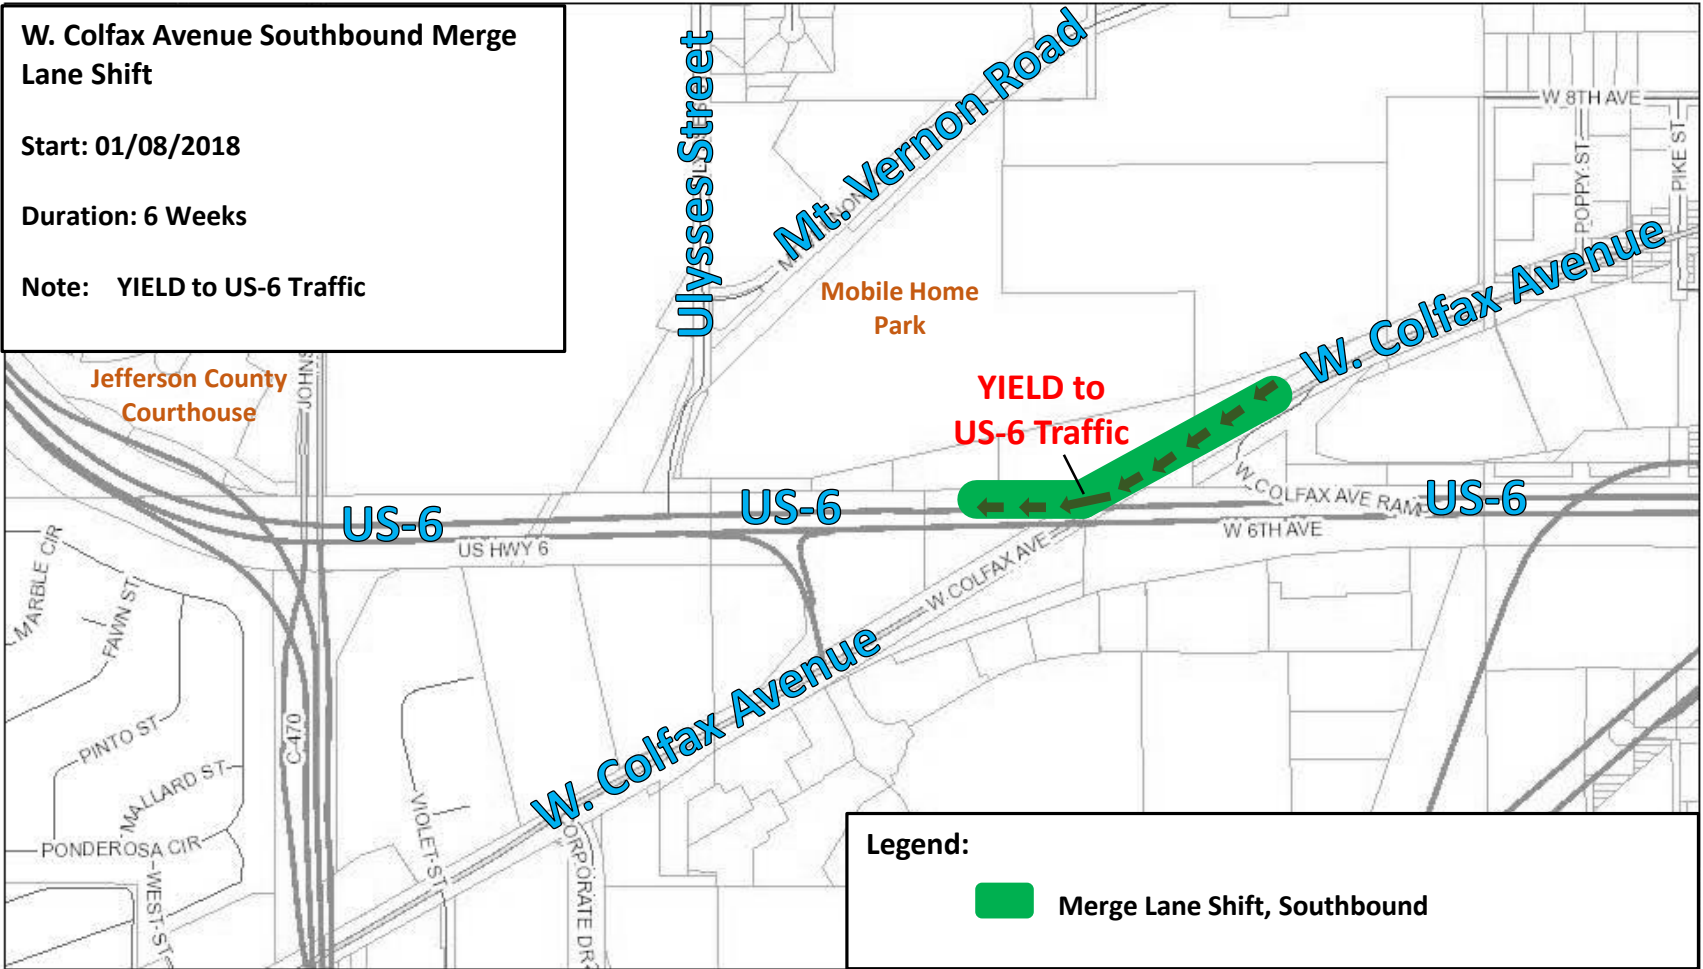 W. Colfax Avenue Southbound Merge
Lane Shift
Start: 01/08/2018
Duration: 6 Weeks
Note: YIELD to US-6 Traffic
Ulysses Street
Mt. Vernon Road
W 8TH AVE
POPPY ST
PIKE ST
W. Colfax Avenue
Mobile Home
Park
Jefferson County
Courthouse
YIELD to
US-6 Traffic
US-6
US-6
US-6
W COLFAX AVE RAMP
W 6TH AVE
US HWY 6
W COLFAX AVE
MARBLE CIR
FAWN ST
PINTO ST
MALLARD ST
PONDEROSA CIR
WEST ST
C-470
VIOLET ST
W. Colfax Avenue
CORPORATE DR
Legend:
Merge Lane Shift, Southbound